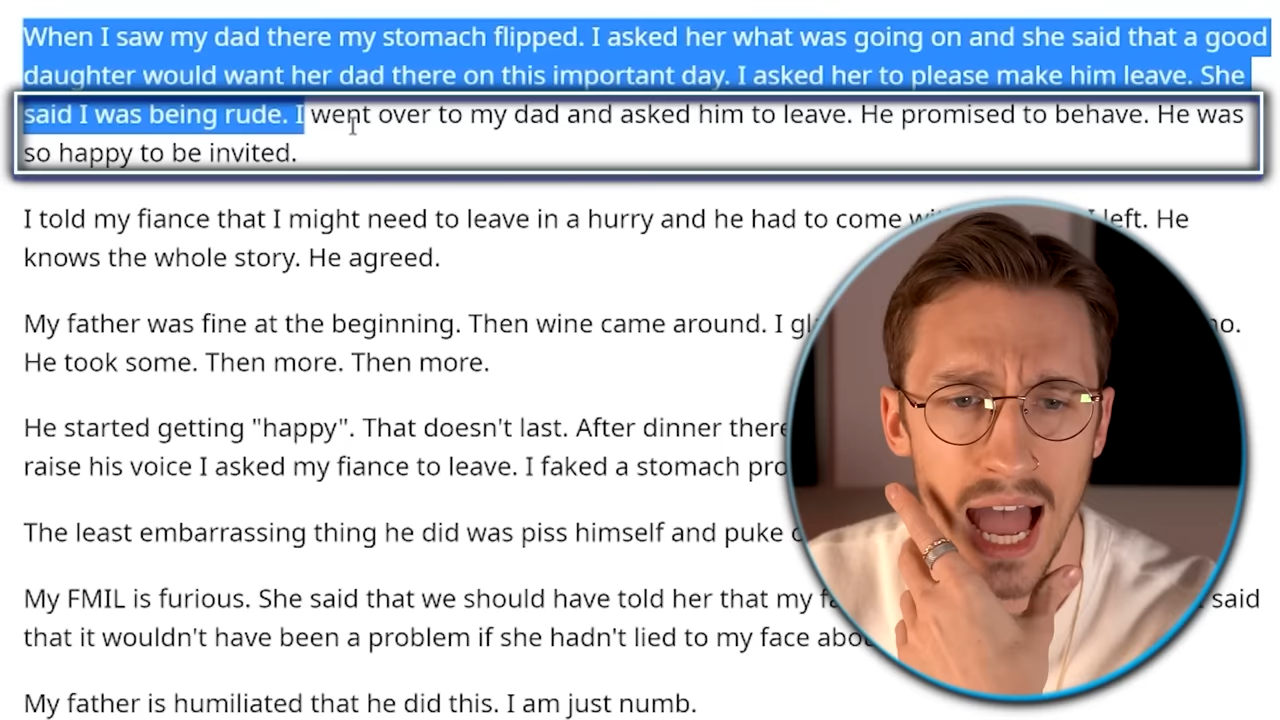 When I saw my dad there my stomach flipped. I asked her what was going on and she said that a good
daughter would want her dad there on this important day. I asked her to please make him leave. She
said I was being rude. I went over to my dad and asked him to leave. He promised to behave. He was
so happy to be invited.
I told my fiance that I might need to leave in a hurry and he had to come I left. He
knows the whole story. He agreed.
My father was fine at the beginning. Then wine came around. I
He took some. Then more. Then more.
He started getting "happy". That doesn't last. After dinner there
raise his voice I asked my fiance to leave. I faked a stomach
The least embarrassing thing he did was piss himself and puke
My FMIL is furious. She said that we should have told her that my said
that it wouldn't have been a problem if she hadn't lied to my face
My father is humiliated that he did this. I am just numb.